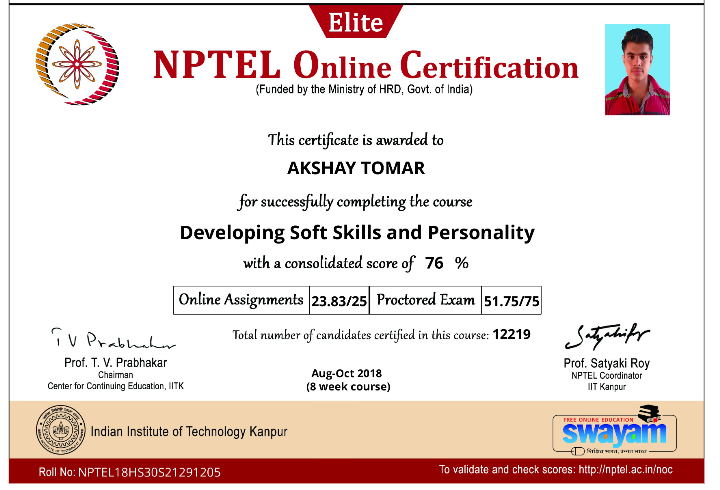 Elite
NPTEL Online Certification
(Funded by the Ministry of HRD, Govt. of India)
This certificate is awarded to
AKSHAY TOMAR
for successfully completing the course
Developing Soft Skills and Personality
with a consolidated score of 76 %
Online Assignments 23.83/25 Proctored Exam 51.75/75
Total number of candidates certified in this course: 12219
T V Prabhakar
Prof. T. V. Prabhakar
Chairman
Center for Continuing Education, IITK
Aug-Oct 2018
(8 week course)
Prof. Satyaki Roy
NPTEL Coordinator
IIT Kanpur
Indian Institute of Technology Kanpur
FREE ONLINE EDUCATION
swayam
शिक्षित भारत, उन्नत भारत
Roll No: NPTEL18HS30S21291205
To validate and check scores: http://nptel.ac.in/noc